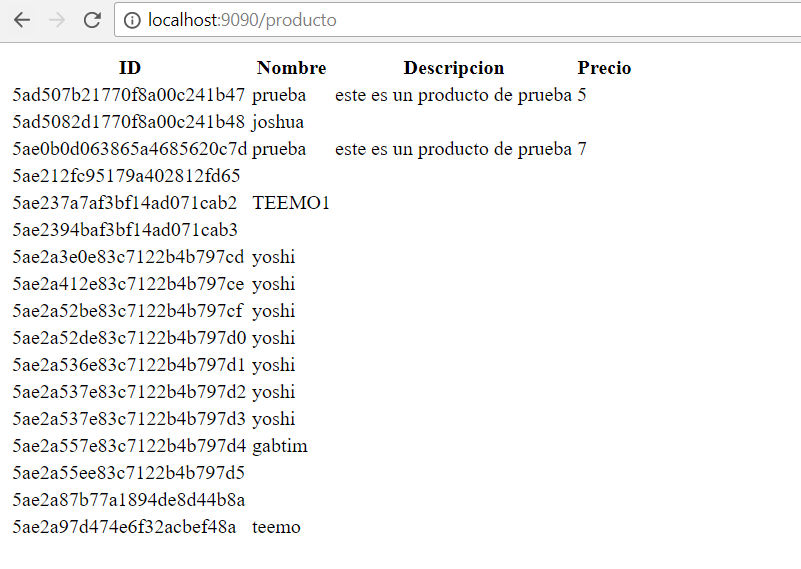 localhost:9090/producto
ID Nombre Descripcion Precio
5ad507b21770f8a00c241b47 prueba este es un producto de prueba 5
5ad5082d1770f8a00c241b48 joshua
5ae0b0d063865a4685620c7d prueba este es un producto de prueba 7
5ae212fc95179a402812fd65
5ae237a7af3bf14ad071cab2 TEEMO1
5ae2394baf3bf14ad071cab3
5ae2a3e0e83c7122b4b797cd yoshi
5ae2a412e83c7122b4b797ce yoshi
5ae2a52be83c7122b4b797cf yoshi
5ae2a52de83c7122b4b797d0 yoshi
5ae2a536e83c7122b4b797d1 yoshi
5ae2a537e83c7122b4b797d2 yoshi
5ae2a537e83c7122b4b797d3 yoshi
5ae2a557e83c7122b4b797d4 gabtim
5ae2a55ee83c7122b4b797d5
5ae2a87b77a1894de8d44b8a
5ae2a97d474e6f32acbef48a teemo